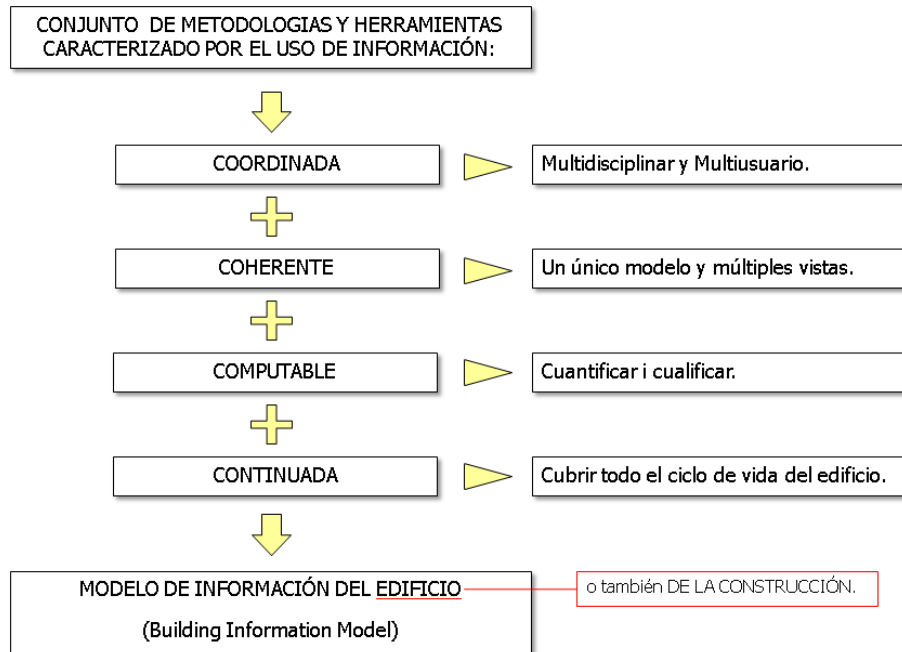 CONJUNTO DE METODOLOGIAS Y HERRAMIENTAS
CARACTERIZADO POR EL USO DE INFORMACIÓN:
COORDINADA
Multidisciplinar y Multiusuario.
COHERENTE
Un único modelo y múltiples vistas.
COMPUTABLE
Cuantificar i cualificar.
CONTINUADA
Cubrir todo el ciclo de vida del edificio.
MODELO DE INFORMACIÓN DEL EDIFICIO
o también DE LA CONSTRUCCIÓN.
(Building Information Model)